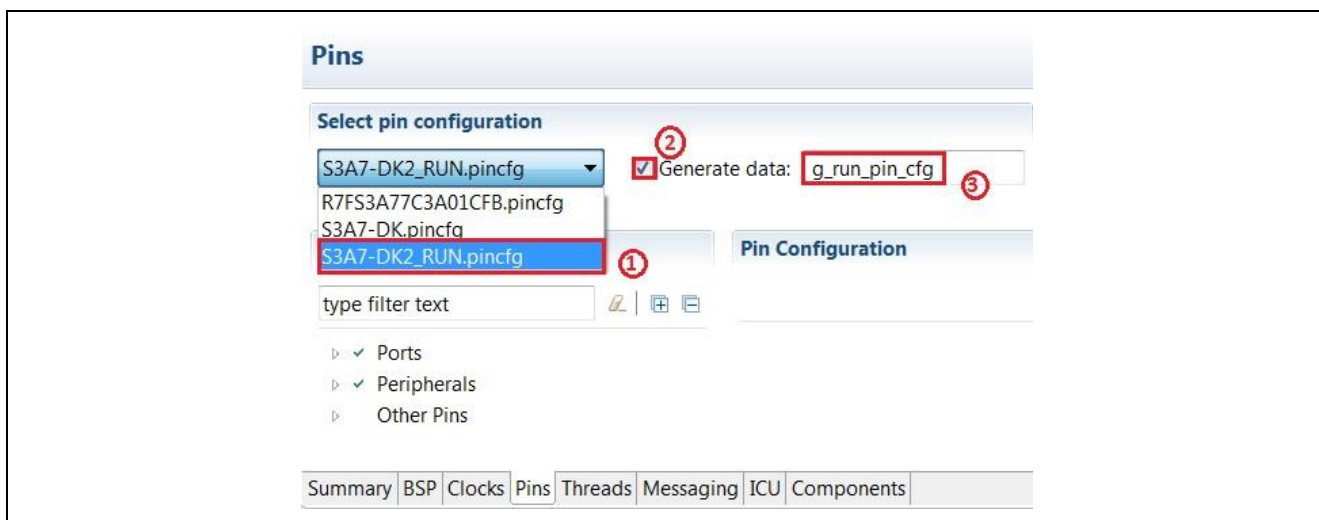 Pins
Select pin configuration
②
S3A7-DK2_RUN.pincfg Generate data: g_run_pin_cfg
③
R7FS3A77C3A01CFB.pincfg
S3A7-DK.pincfg
S3A7-DK2_RUN.pincfg ① Pin Configuration
type filter text
Ports
Peripherals
Other Pins
Summary BSP Clocks Pins Threads Messaging ICU Components